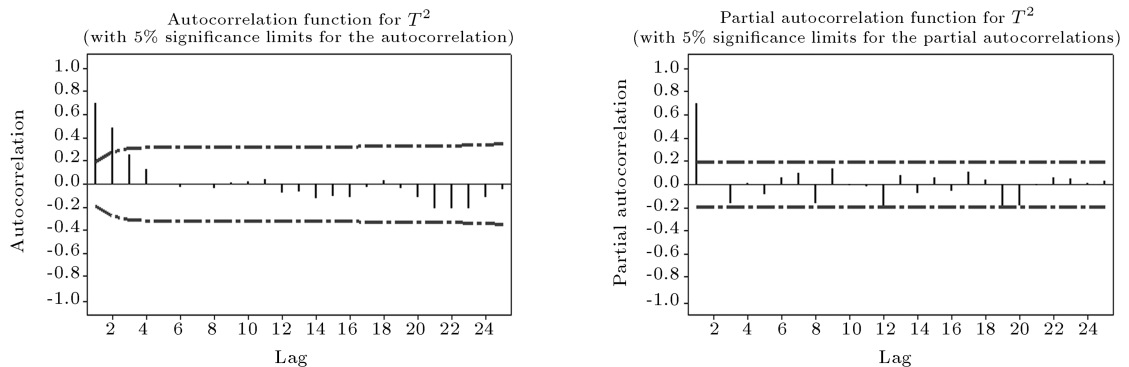 Autocorrelation function for T²
(with 5% significance limits for the autocorrelation)
1.0
0.8
0.6
0.4
0.2
0.0
-0.2
-0.4
-0.6
-0.8
-1.0
Autocorrelation
2 4 6 8 10 12 14 16 18 20 22 24
Lag
Partial autocorrelation function for T²
(with 5% significance limits for the partial autocorrelations)
1.0
0.8
0.6
0.4
0.2
0.0
-0.2
-0.4
-0.6
-0.8
-1.0
Partial autocorrelation
2 4 6 8 10 12 14 16 18 20 22 24
Lag